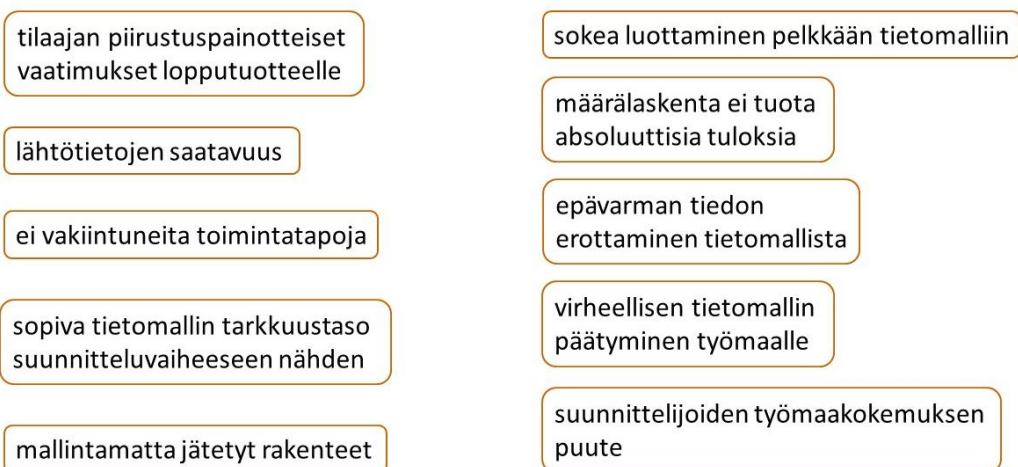 tilaajan piirustuspainotteiset
vaatimukset lopputuotteelle
lähtötietojen saatavuus
ei vakiintuneita toimintatapoja
sopiva tietomallin tarkkuustaso
suunnitteluvaiheeseen nähden
mallintamatta jätetyt rakenteet
sokea luottaminen pelkkään tietomalliin
määrälaskenta ei tuota
absoluuttisia tuloksia
epävarman tiedon
erottaminen tietomallista
virheellisen tietomallin
päätyminen työmaalle
suunnittelijoiden työmaakokemuksen
puute